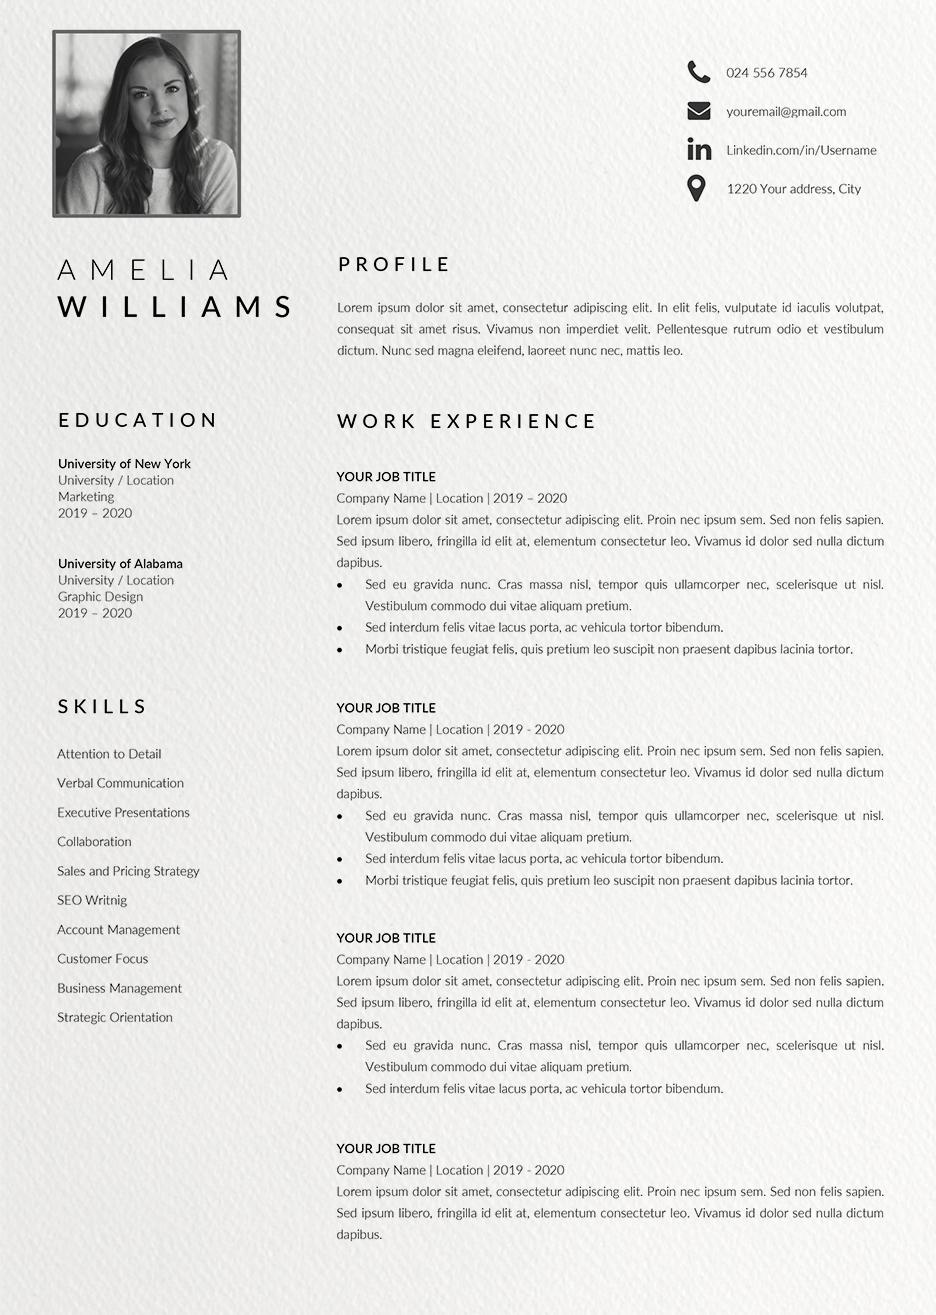 024 556 7854
youremail@gmail.com
Linkedin.com/in/Username
1220 Your address, City
AMELIA
WILLIAMS
PROFILE
Lorem ipsum dolor sit amet, consectetur adipiscing elit. In elit felis, vulputate id iaculis volutpat,
consequat sit amet risus. Vivamus non imperdiet velit. Pellentesque rutrum odio et vestibulum
dictum. Nunc sed magna eleifend, laoreet nunc nec, mattis leo.
EDUCATION
University of New York
University / Location
Marketing
2019 – 2020
University of Alabama
University / Location
Graphic Design
2019 – 2020
SKILLS
Attention to Detail
Verbal Communication
Executive Presentations
Collaboration
Sales and Pricing Strategy
SEO Writnig
Account Management
Customer Focus
Business Management
Strategic Orientation
WORK EXPERIENCE
YOUR JOB TITLE
Company Name | Location | 2019 – 2020
Lorem ipsum dolor sit amet, consectetur adipiscing elit. Proin nec ipsum sem. Sed non felis sapien.
Sed ipsum libero, fringilla id elit at, elementum consectetur leo. Vivamus id dolor sed nulla dictum
dapibus.
• Sed eu gravida nunc. Cras massa nisl, tempor quis ullamcorper nec, scelerisque ut nisl.
Vestibulum commodo dui vitae aliquam pretium.
• Sed interdum felis vitae lacus porta, ac vehicula tortor bibendum.
• Morbi tristique feugiat felis, quis pretium leo suscipit non praesent dapibus lacinia tortor.
YOUR JOB TITLE
Company Name | Location | 2019 - 2020
Lorem ipsum dolor sit amet, consectetur adipiscing elit. Proin nec ipsum sem. Sed non felis sapien.
Sed ipsum libero, fringilla id elit at, elementum consectetur leo. Vivamus id dolor sed nulla dictum
dapibus.
• Sed eu gravida nunc. Cras massa nisl, tempor quis ullamcorper nec, scelerisque ut nisl.
Vestibulum commodo dui vitae aliquam pretium.
• Sed interdum felis vitae lacus porta, ac vehicula tortor bibendum.
• Morbi tristique feugiat felis, quis pretium leo suscipit non praesent dapibus lacinia tortor.
YOUR JOB TITLE
Company Name | Location | 2019 - 2020
Lorem ipsum dolor sit amet, consectetur adipiscing elit. Proin nec ipsum sem. Sed non felis sapien.
Sed ipsum libero, fringilla id elit at, elementum consectetur leo. Vivamus id dolor sed nulla dictum
dapibus.
• Sed eu gravida nunc. Cras massa nisl, tempor quis ullamcorper nec, scelerisque ut nisl.
Vestibulum commodo dui vitae aliquam pretium.
• Sed interdum felis vitae lacus porta, ac vehicula tortor bibendum.
YOUR JOB TITLE
Company Name | Location | 2019 - 2020
Lorem ipsum dolor sit amet, consectetur adipiscing elit. Proin nec ipsum sem. Sed non felis sapien.
Sed ipsum libero, fringilla id elit at, elementum consectetur leo. Vivamus id dolor sed nulla dictum
dapibus.